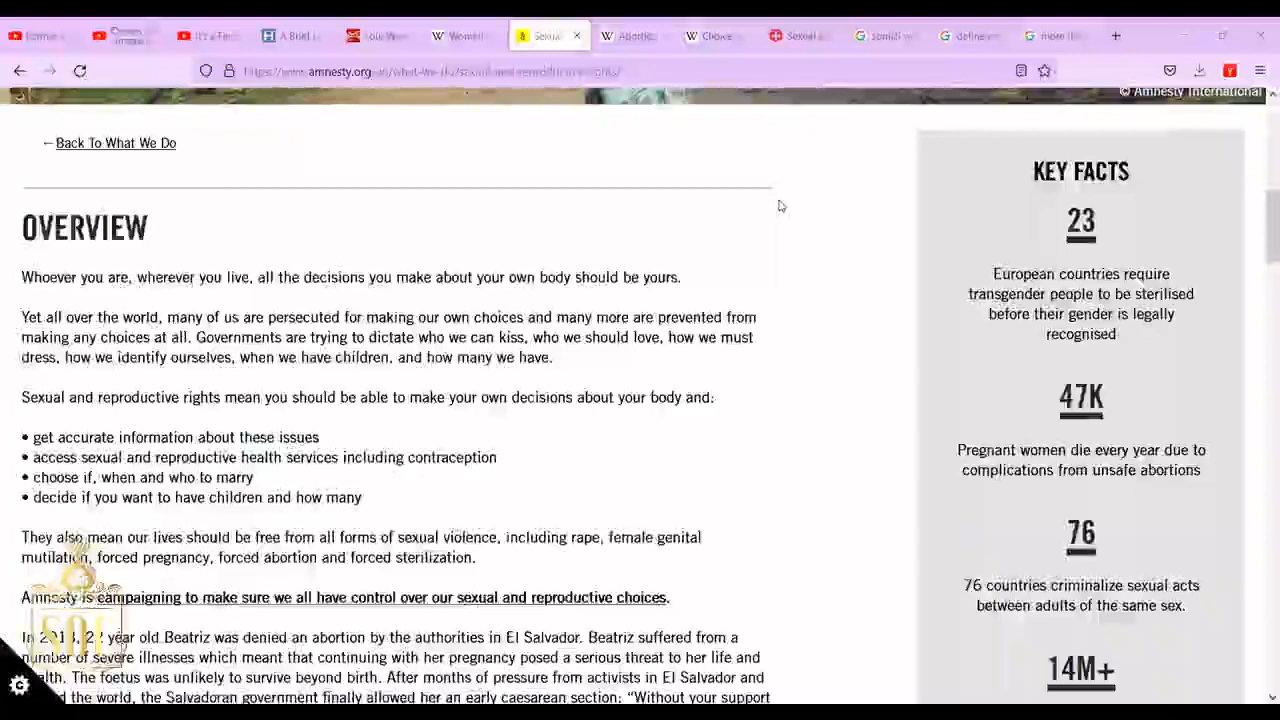 A Brief
Women
Sexua
Abortio
Choice
Sexual
define
more
© Amnesty International
←Back To What We Do
OVERVIEW
Whoever you are, wherever you live, all the decisions you make about your own body should be yours.
Yet all over the world, many of us are persecuted for making our own choices and many more are prevented from
making any choices at all. Governments are trying to dictate who we can kiss, who we should love, how we must
dress, how we identify ourselves, when we have children, and how many we have.
Sexual and reproductive rights mean you should be able to make your own decisions about your body and:
• get accurate information about these issues
• access sexual and reproductive health services including contraception
• choose if, when and who to marry
• decide if you want to have children and how many
They also mean our lives should be free from all forms of sexual violence, including rape, female genital
mutilation, forced pregnancy, forced abortion and forced sterilization.
Amnesty is campaigning to make sure we all have control over our sexual and reproductive choices.
In year old Beatriz was denied an abortion by the authorities in El Salvador. Beatriz suffered from a
number of severe illnesses which meant that continuing with her pregnancy posed a serious threat to her life and
The foetus was unlikely to survive beyond birth. After months of pressure from activists in El Salvador and
the world, the Salvadoran government finally allowed her an early caesarean section: “Without your support
SOF
KEY FACTS
23
European countries require
transgender people to be sterilised
before their gender is legally
recognised
47K
Pregnant women die every year due to
complications from unsafe abortions
76
76 countries criminalize sexual acts
between adults of the same sex.
14M+